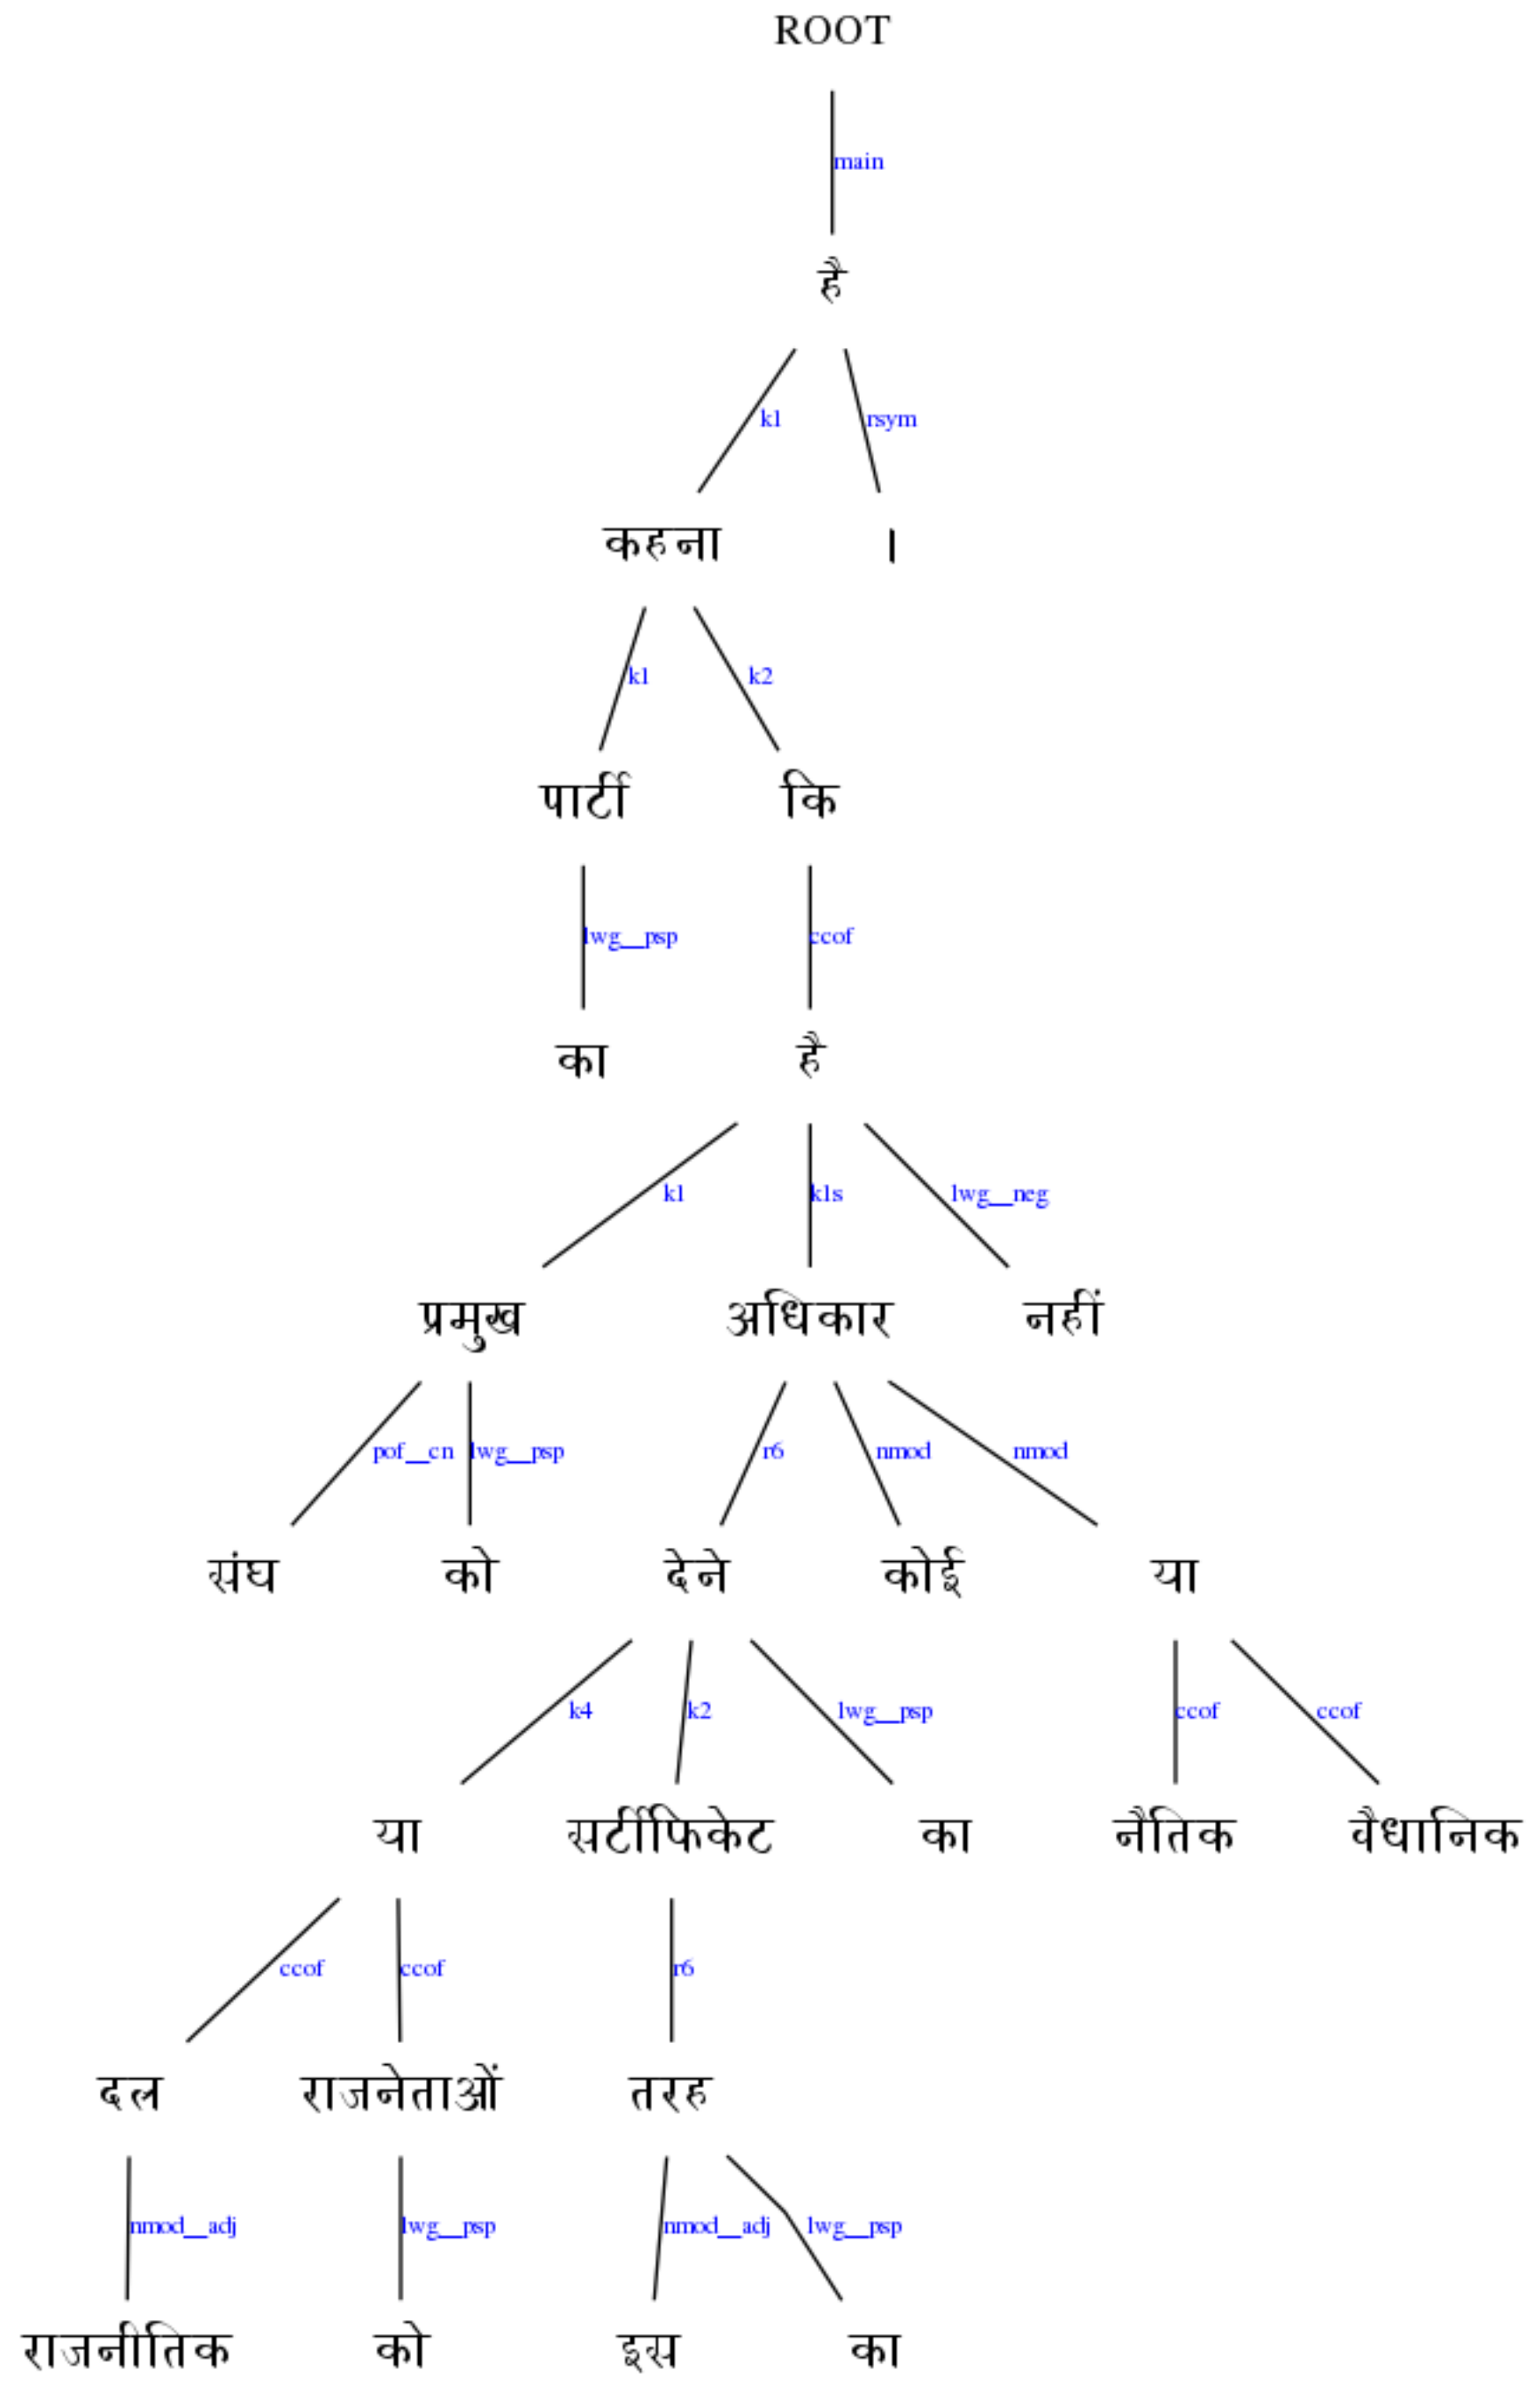 ROOT
main
है
k1 rsym
कहना ।
k1 k2
पार्टी कि
lwg__psp ccof
का है
k1 k1s lwg__neg
प्रमुख अधिकार नहीं
pof__cn lwg__psp r6 nmod nmod
संघ को देने कोई या
k4 k2 lwg__psp ccof ccof
या सर्टीफिकेट का नैतिक वैधानिक
ccof ccof r6
दल राजनेताओं तरह
nmod__adj lwg__psp nmod__adj lwg__psp
राजनीतिक को इस का